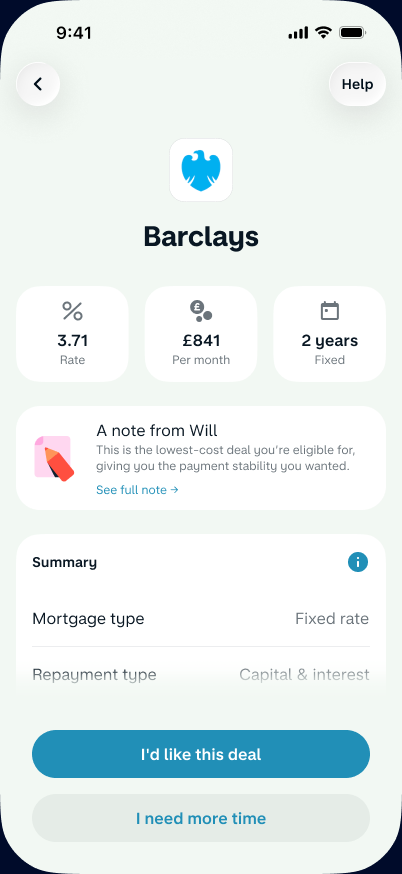 9:41
Help
Barclays
3.71
Rate
£841
Per month
2 years
Fixed
A note from Will
This is the lowest-cost deal you're eligible for,
giving you the payment stability you wanted.
See full note →
Summary
Mortgage type
Fixed rate
Repayment type
Capital & interest
I'd like this deal
I need more time